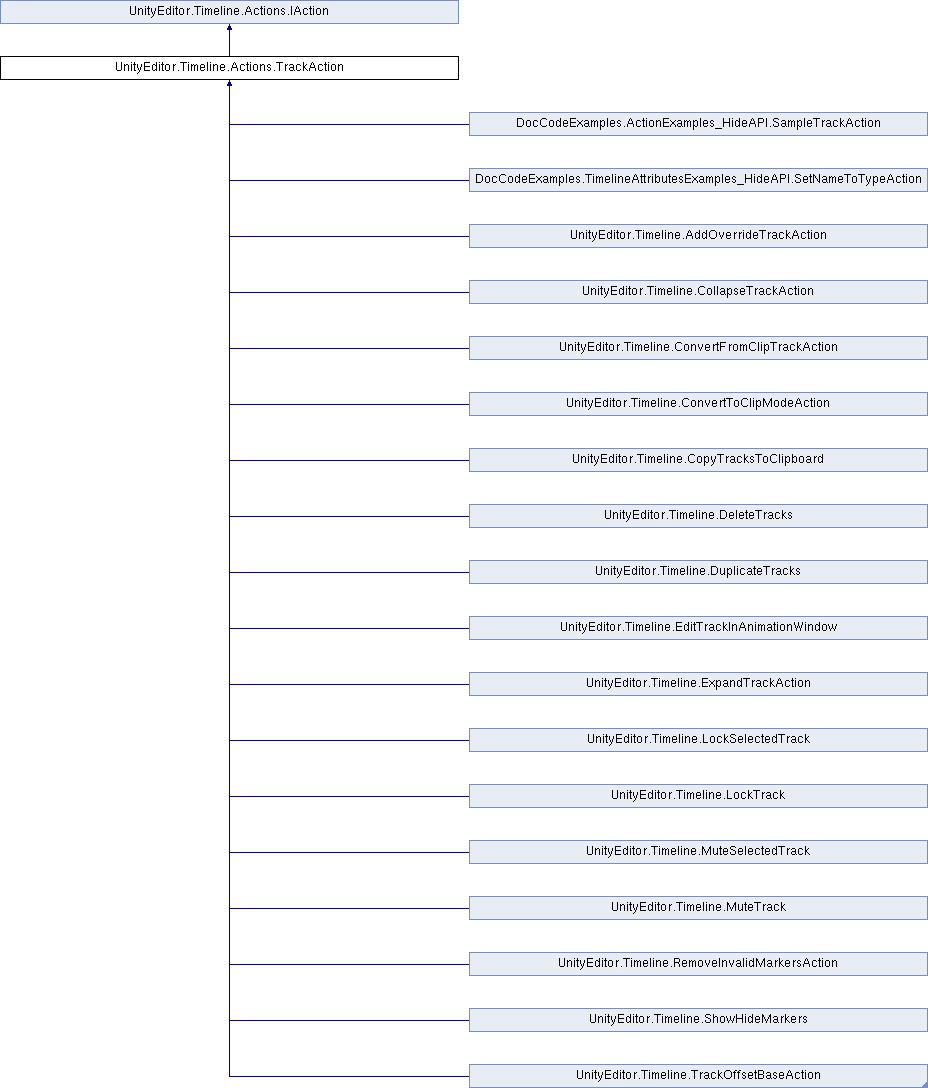 UnityEditor.Timeline.Actions.IAction
UnityEditor.Timeline.Actions.TrackAction
DocCodeExamples.ActionExamples_HideAPI.SampleTrackAction
DocCodeExamples.TimelineAttributesExamples_HideAPI.SetNameToTypeAction
UnityEditor.Timeline.AddOverrideTrackAction
UnityEditor.Timeline.CollapseTrackAction
UnityEditor.Timeline.ConvertFromClipTrackAction
UnityEditor.Timeline.ConvertToClipModeAction
UnityEditor.Timeline.CopyTracksToClipboard
UnityEditor.Timeline.DeleteTracks
UnityEditor.Timeline.DuplicateTracks
UnityEditor.Timeline.EditTrackInAnimationWindow
UnityEditor.Timeline.ExpandTrackAction
UnityEditor.Timeline.LockSelectedTrack
UnityEditor.Timeline.LockTrack
UnityEditor.Timeline.MuteSelectedTrack
UnityEditor.Timeline.MuteTrack
UnityEditor.Timeline.RemoveInvalidMarkersAction
UnityEditor.Timeline.ShowHideMarkers
UnityEditor.Timeline.TrackOffsetBaseAction